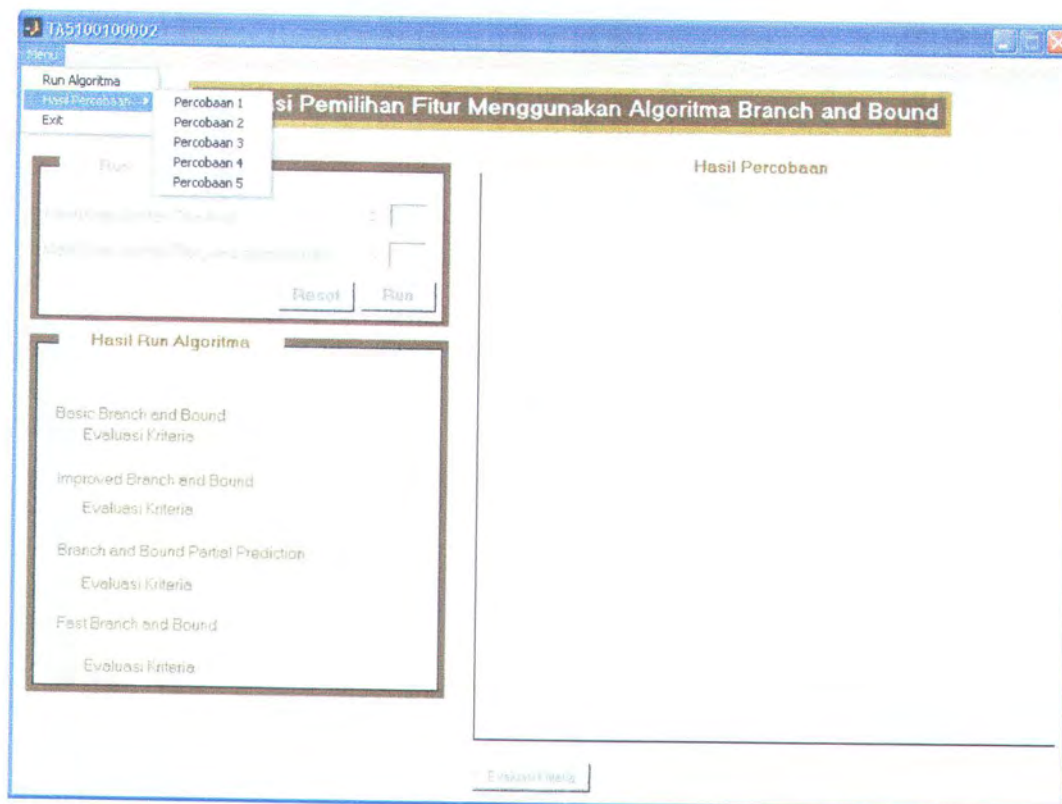 TA5100100002
Menu
Run Algoritma
Hasil Percobaan
Exit
Percobaan 1
Percobaan 2
Percobaan 3
Percobaan 4
Percobaan 5
si Pemilihan Fitur Menggunakan Algoritma Branch and Bound
Run
Reset Run
Hasil Run Algoritma
Basic Branch and Bound
Evaluasi Kriteria
Improved Branch and Bound
Evaluasi Kriteria
Branch and Bound Partial Prediction
Evaluasi Kriteria
Fast Branch and Bound
Evaluasi Kriteria
Hasil Percobaan
Evaluasi Kriteria